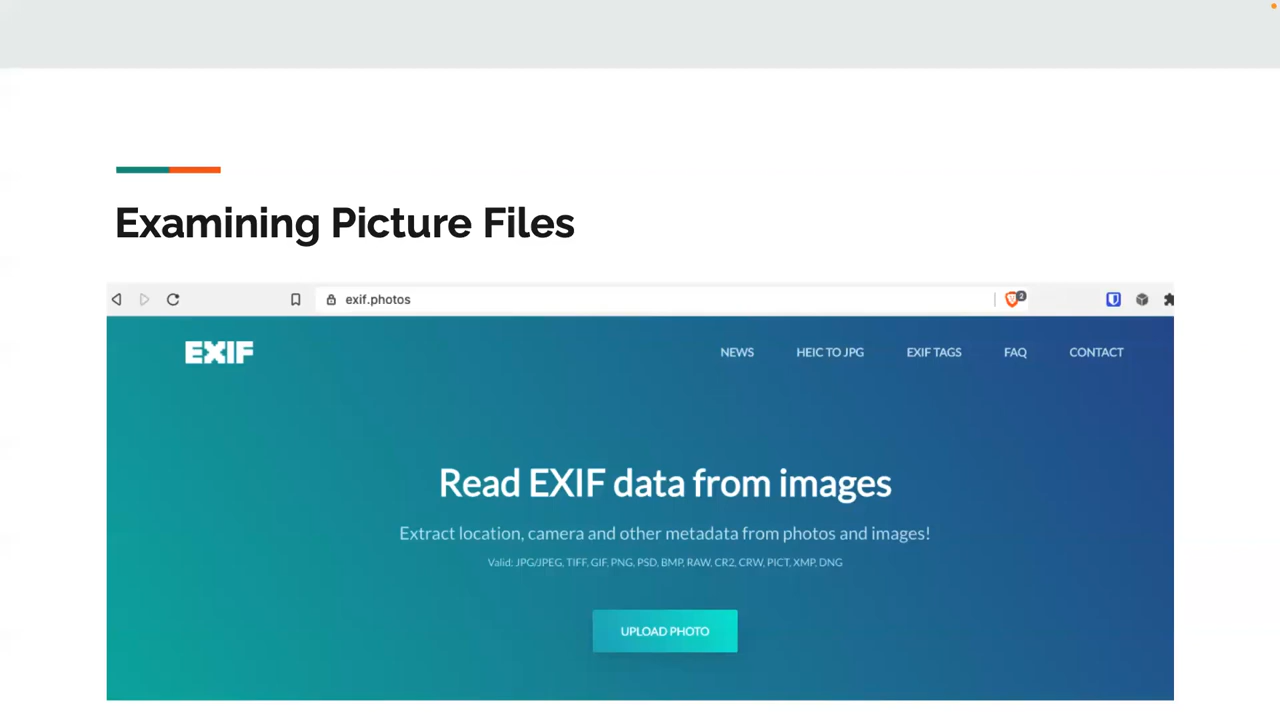 Examining Picture Files
exif.photos
2
EXIF
NEWS HEIC TO JPG EXIF TAGS FAQ CONTACT
Read EXIF data from images
Extract location, camera and other metadata from photos and images!
Valid: JPG/JPEG, TIFF, GIF, PNG, PSD, BMP, RAW, CR2, CRW, PICT, XMP, DNG
UPLOAD PHOTO